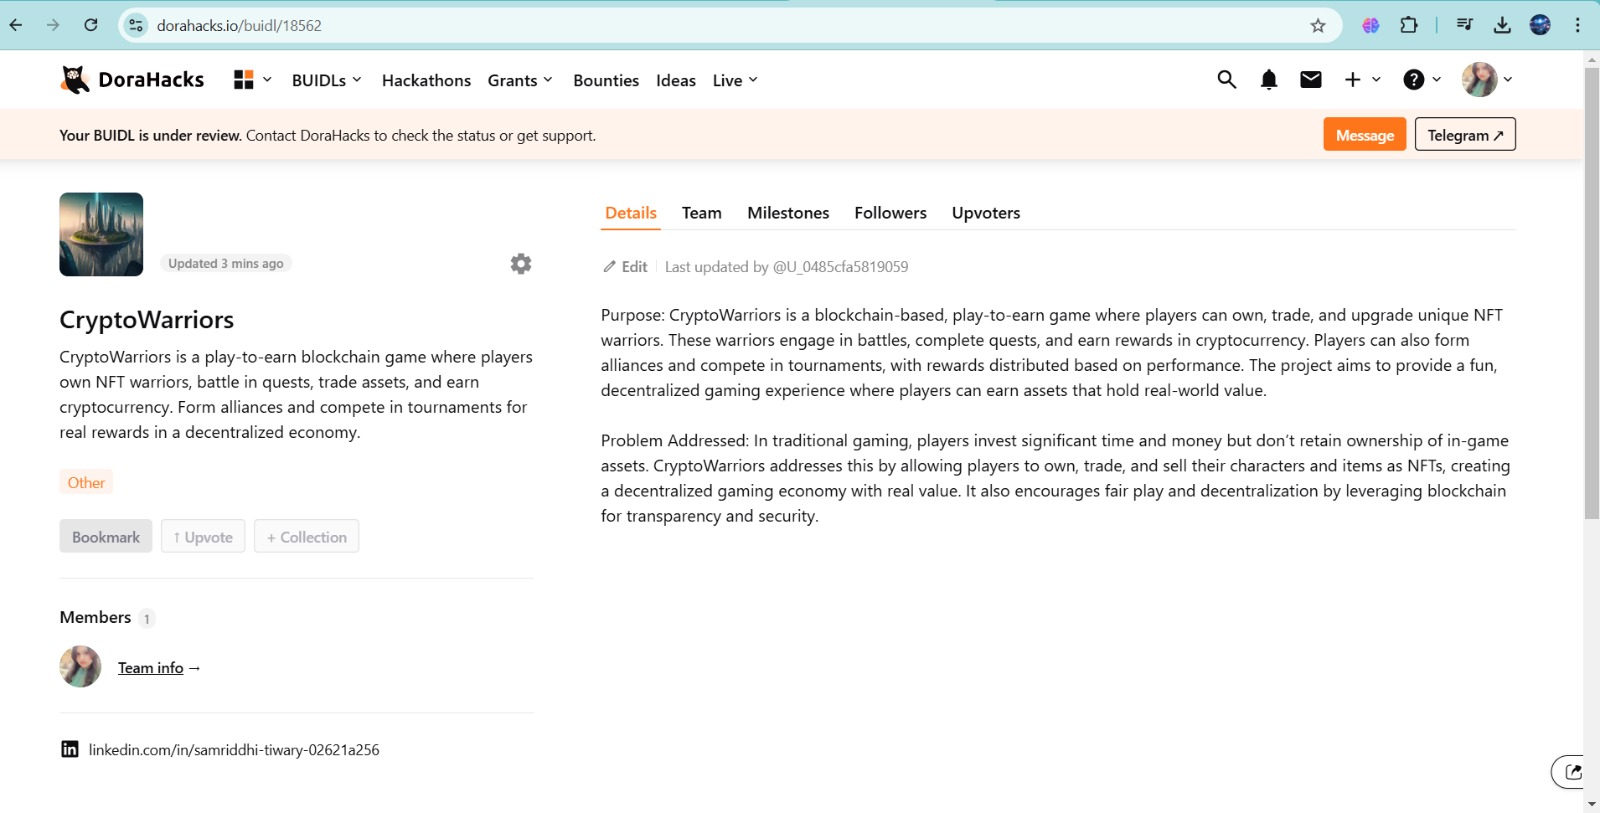 dorahacks.io/buidl/18562
DoraHacks BUIDLs Hackathons Grants Bounties Ideas Live
Your BUIDL is under review. Contact DoraHacks to check the status or get support. Message Telegram ↗
Updated 3 mins ago
CryptoWarriors
CryptoWarriors is a play-to-earn blockchain game where players
own NFT warriors, battle in quests, trade assets, and earn
cryptocurrency. Form alliances and compete in tournaments for
real rewards in a decentralized economy.
Other
Bookmark ↑ Upvote + Collection
Members 1
Team info →
linkedin.com/in/samriddhi-tiwary-02621a256
Details Team Milestones Followers Upvoters
Edit Last updated by @U_0485cfa5819059
Purpose: CryptoWarriors is a blockchain-based, play-to-earn game where players can own, trade, and upgrade unique NFT
warriors. These warriors engage in battles, complete quests, and earn rewards in cryptocurrency. Players can also form
alliances and compete in tournaments, with rewards distributed based on performance. The project aims to provide a fun,
decentralized gaming experience where players can earn assets that hold real-world value.
Problem Addressed: In traditional gaming, players invest significant time and money but don’t retain ownership of in-game
assets. CryptoWarriors addresses this by allowing players to own, trade, and sell their characters and items as NFTs, creating
a decentralized gaming economy with real value. It also encourages fair play and decentralization by leveraging blockchain
for transparency and security.